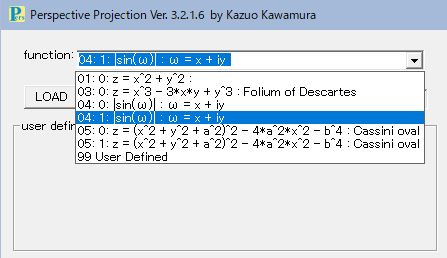 Pers
Perspective Projection Ver. 3.2.1.6 by Kazuo Kawamura
function: 04: 1: |sin(ω)| : ω = x + iy
01: 0: z = x^2 + y^2 :
03: 0: z = x^3 - 3*x*y + y^3 : Folium of Descartes
04: 0: |sin(ω)| : ω = x + iy
04: 1: |sin(ω)| : ω = x + iy
05: 0: z = (x^2 + y^2 + a^2)^2 - 4*a^2*x^2 - b^4 : Cassini oval
05: 1: z = (x^2 + y^2 + a^2)^2 - 4*a^2*x^2 - b^4 : Cassini oval
99 User Defined
LOAD
user defin